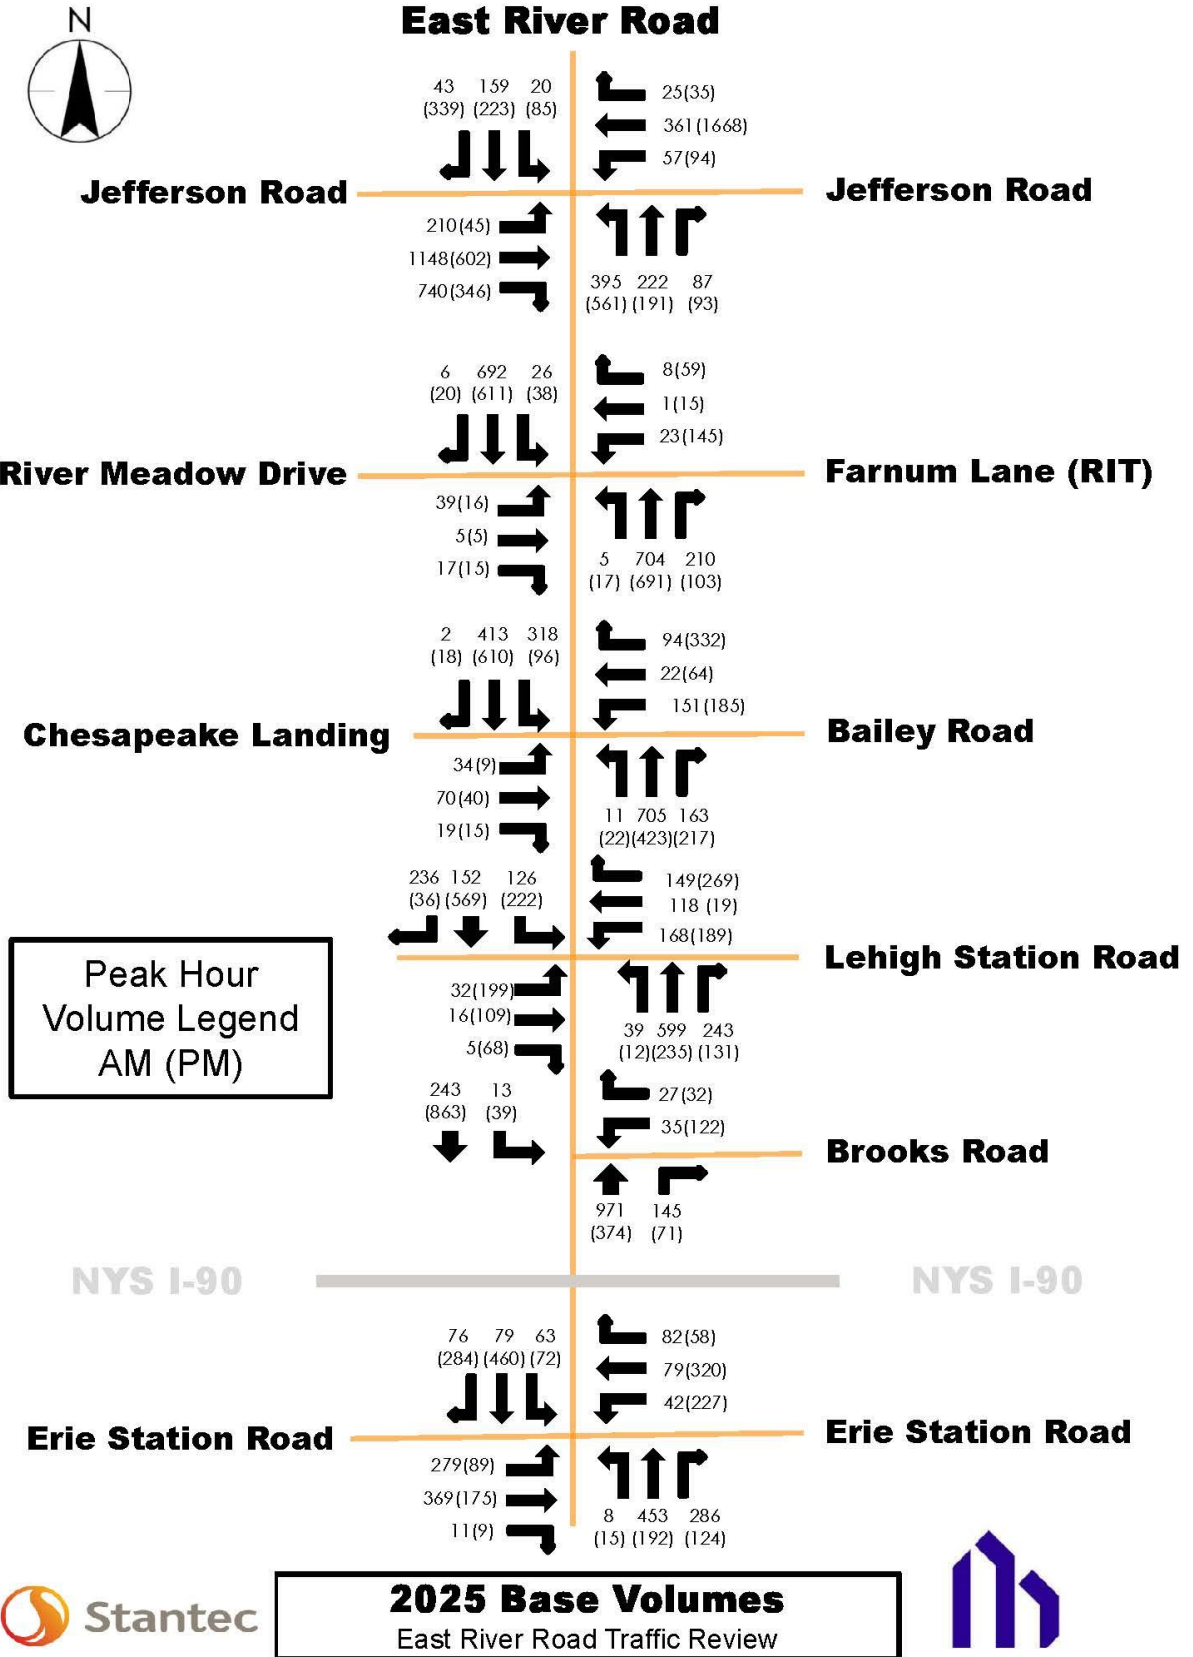 N
East River Road
43 159 20
(339) (223) (85)
25(35)
361(1668)
57(94)
Jefferson Road
Jefferson Road
210(45)
1148(602)
740(346)
395 222 87
(561) (191) (93)
6 692 26
(20) (611) (38)
8(59)
1(15)
23(145)
River Meadow Drive
Farnum Lane (RIT)
39(16)
5(5)
17(15)
5 704 210
(17) (691) (103)
2 413 318
(18) (610) (96)
94(332)
22(64)
151(185)
Chesapeake Landing
Bailey Road
34(9)
70(40)
19(15)
11 705 163
(22)(423)(217)
236 152 126
(36) (569) (222)
149(269)
118 (19)
168(189)
Lehigh Station Road
Peak Hour
Volume Legend
AM (PM)
32(199)
16(109)
5(68)
39 599 243
(12)(235) (131)
243 13
(863) (39)
27(32)
35(122)
Brooks Road
971 145
(374) (71)
NYS I-90
NYS I-90
76 79 63
(284) (460) (72)
82(58)
79(320)
42(227)
Erie Station Road
Erie Station Road
279(89)
369(175)
11(9)
8 453 286
(15) (192) (124)
Stantec
2025 Base Volumes
East River Road Traffic Review